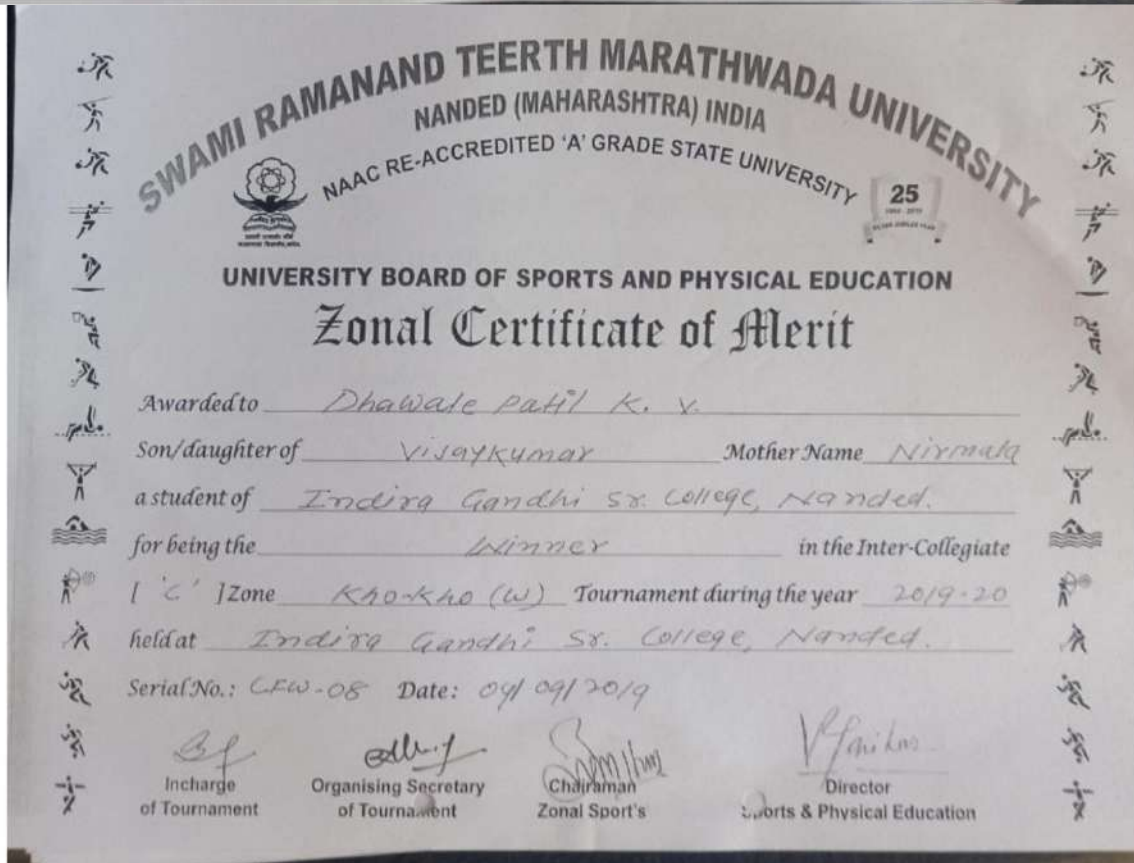 SWAMI RAMANAND TEERTH MARATHWADA UNIVERSITY
NANDED (MAHARASHTRA) INDIA
NAAC RE-ACCREDITED 'A' GRADE STATE UNIVERSITY
25
UNIVERSITY BOARD OF SPORTS AND PHYSICAL EDUCATION
Zonal Certificate of Merit
Awarded to Dhawale Patil K. V.
Son/daughter of Vijaykumar Mother Name Nirmala
a student of Indira Gandhi Sr. College, Nanded.
for being the Winner in the Inter-Collegiate
[ 'C' ] Zone Kho-Kho (W) Tournament during the year 2019-20
held at Indira Gandhi Sr. College, Nanded.
Serial No.: CFW-08 Date: 04/09/2019
Incharge Organising Secretary Chairaman Director
of Tournament of Tournament Zonal Sport's Sports & Physical Education